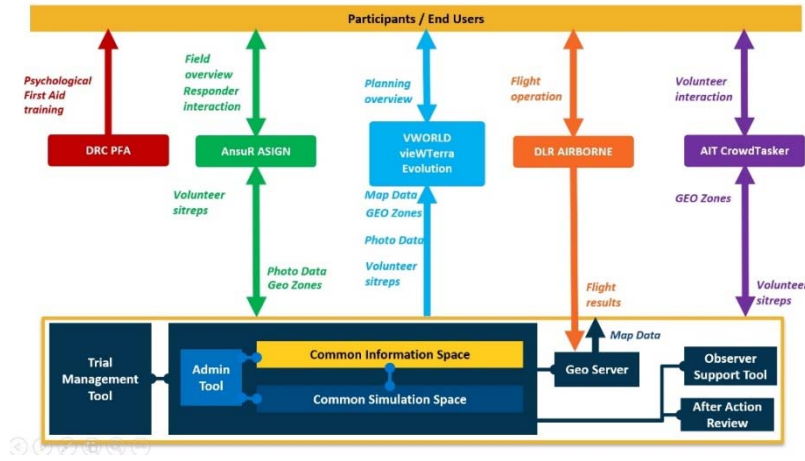 Participants / End Users
Psychological
First Aid
training
Field
overview
Responder
interaction
Planning
overview
Flight
operation
Volunteer
interaction
DRC PFA
AnsuR ASIGN
VWORLD
vieWTerra
Evolution
DLR AIRBORNE
AIT CrowdTasker
Volunteer
sitreps
Photo Data
Geo Zones
Map Data
GEO Zones
Photo Data
Volunteer
sitreps
Flight
results
GEO Zones
Volunteer
sitreps
Trial
Management
Tool
Admin
Tool
Common Information Space
Common Simulation Space
Geo Server
Map Data
Observer
Support Tool
After Action
Review